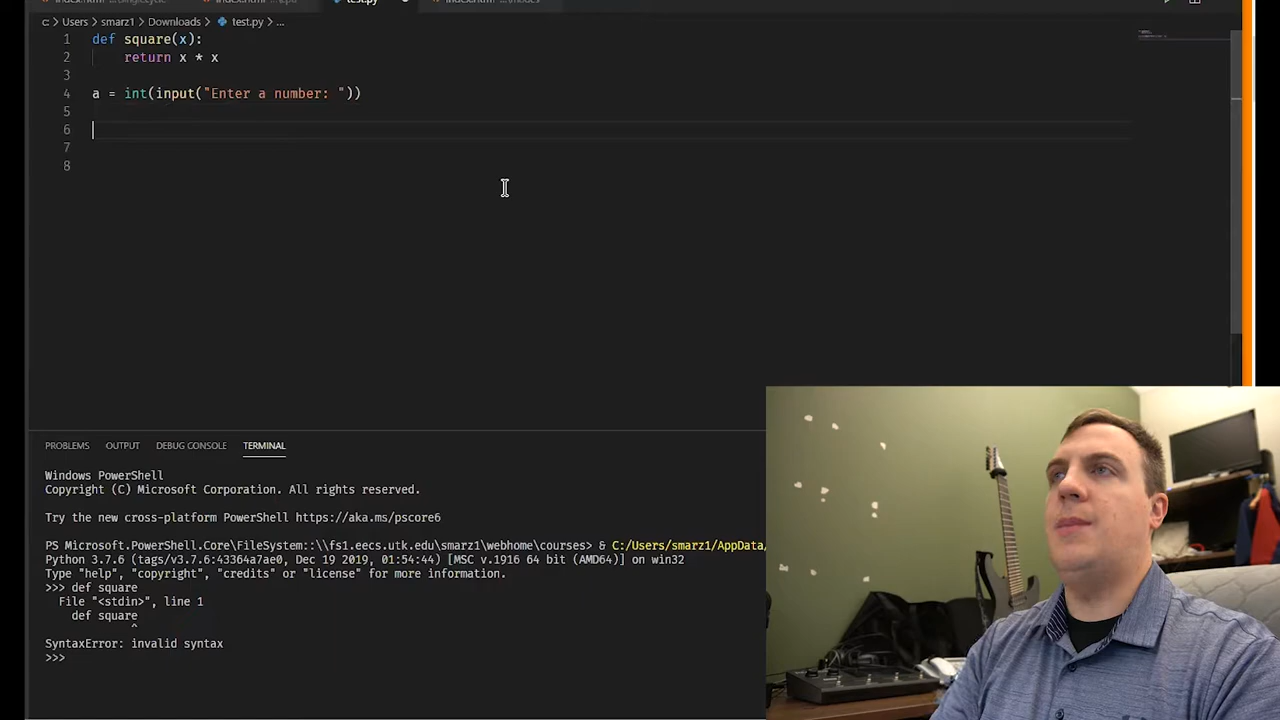 test.py
C > Users > smarz1 > Downloads > test.py > ...
1 def square(x):
2 return x * x
3
4 a = int(input("Enter a number: "))
5
6
7
8
PROBLEMS OUTPUT DEBUG CONSOLE TERMINAL
Windows PowerShell
Copyright (C) Microsoft Corporation. All rights reserved.
Try the new cross-platform PowerShell https://aka.ms/pscore6
PS Microsoft.PowerShell.Core\FileSystem::\\fs1.eecs.utk.edu\smarz1\webhome\courses> & C:/Users/smarz1/AppData/
Python 3.7.6 (tags/v3.7.6:43364a7ae0, Dec 19 2019, 01:54:44) [MSC v.1916 64 bit (AMD64)] on win32
Type "help", "copyright", "credits" or "license" for more information.
>>> def square
File "<stdin>", line 1
def square
^
SyntaxError: invalid syntax
>>>